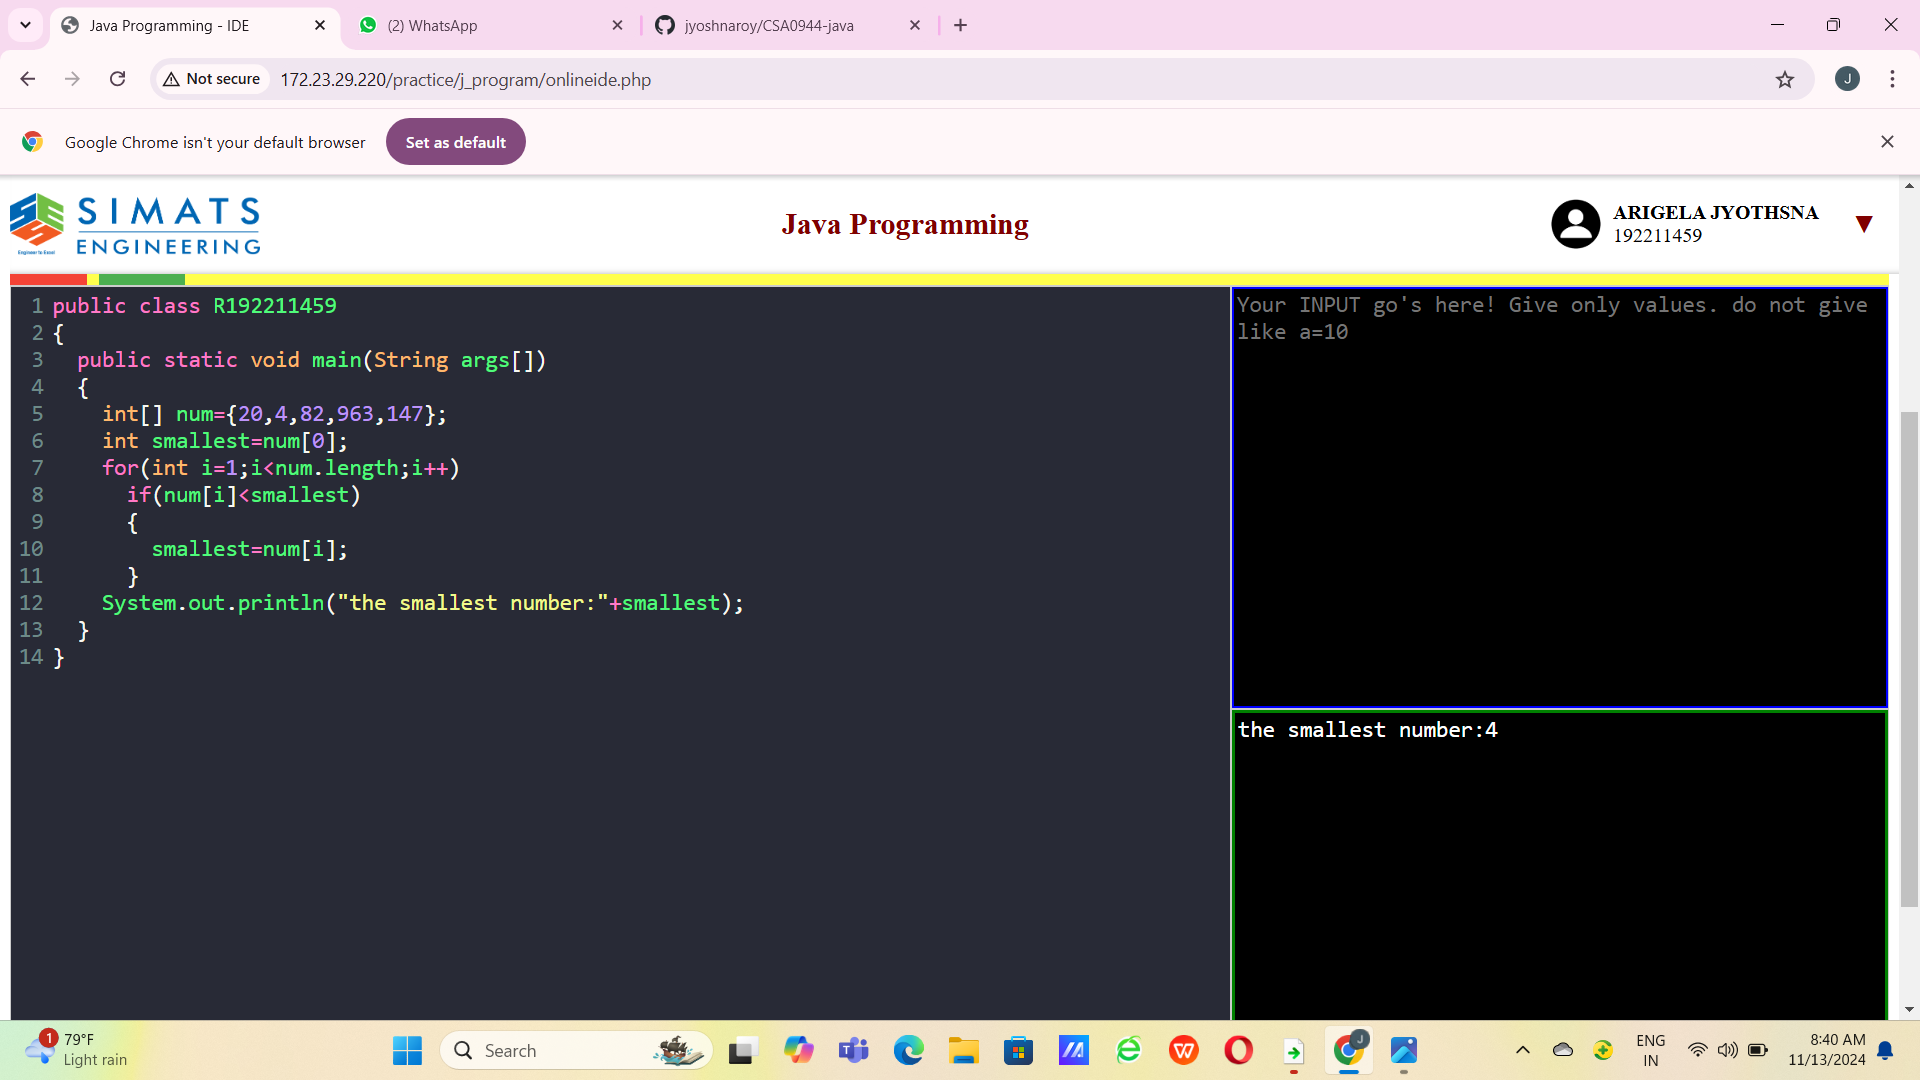 Java Programming - IDE
(2) WhatsApp
jyoshnaroy/CSA0944-java
Not secure
172.23.29.220/practice/j_program/onlineide.php
J
Google Chrome isn't your default browser
Set as default
SIMATS
ENGINEERING
Engineer to Excel
Java Programming
ARIGELA JYOTHSNA
192211459
1 public class R192211459
2 {
3   public static void main(String args[])
4   {
5     int[] num={20,4,82,963,147};
6     int smallest=num[0];
7     for(int i=1;i<num.length;i++)
8       if(num[i]<smallest)
9       {
10         smallest=num[i];
11       }
12     System.out.println("the smallest number:"+smallest);
13   }
14 }
Your INPUT go's here! Give only values. do not give
like a=10
the smallest number:4
1
79°F
Light rain
Search
J
ENG
IN
8:40 AM
11/13/2024